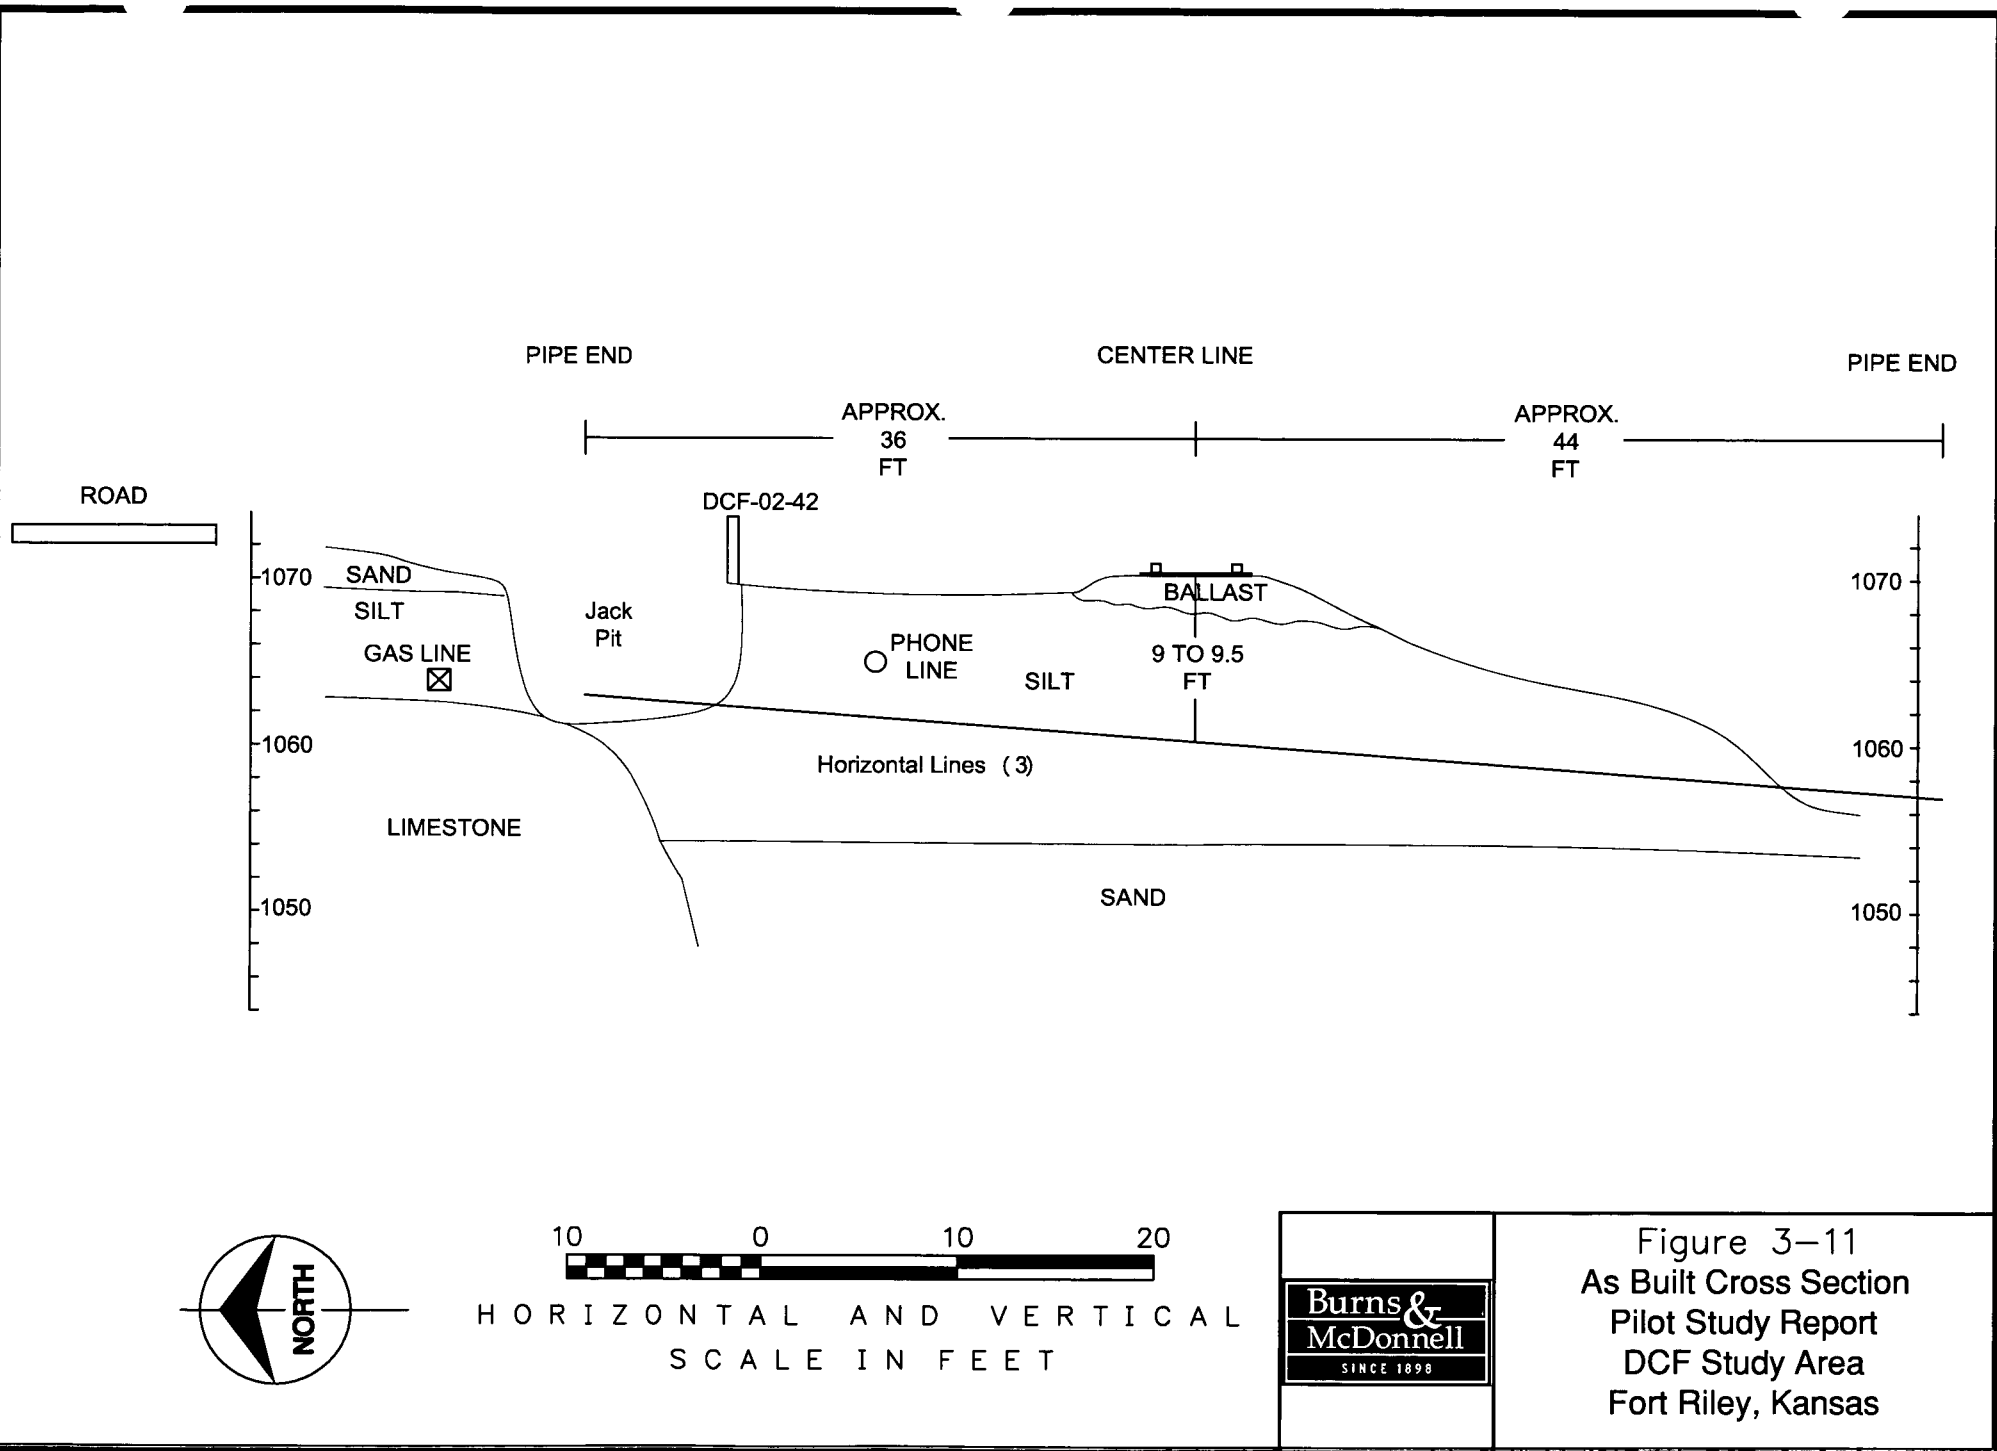 PIPE END
CENTER LINE
PIPE END
APPROX.
36
FT
APPROX.
44
FT
ROAD
DCF-02-42
1070
SAND
SILT
GAS LINE
Jack
Pit
PHONE
LINE
SILT
BALLAST
9 TO 9.5
FT
1070
1060
Horizontal Lines (3)
1060
LIMESTONE
1050
SAND
1050
NORTH
10 0 10 20
HORIZONTAL AND VERTICAL
SCALE IN FEET
Burns &
McDonnell
SINCE 1898
Figure 3-11
As Built Cross Section
Pilot Study Report
DCF Study Area
Fort Riley, Kansas